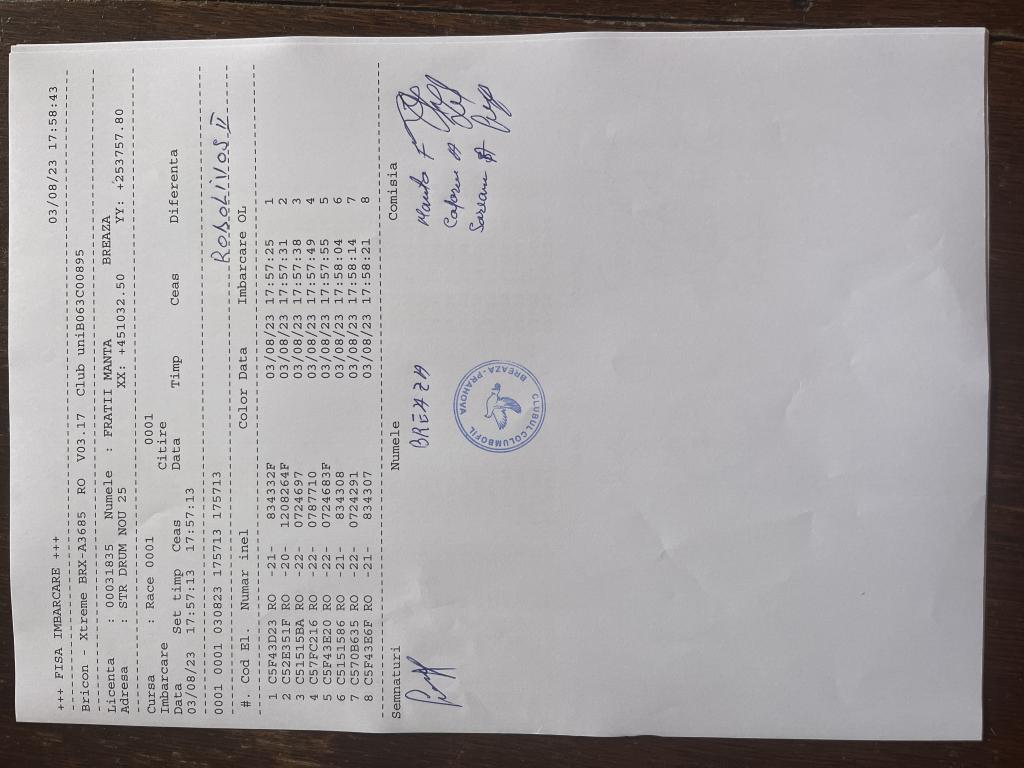 +++ FISA IMBARCARE +++ 03/08/23 17:58:43
Bricon - Xtreme BRX-A3685 RO V03.17 Club uniB063C00895
Licenta : 00031835 Numele : FRATII MANTA BREAZA
Adresa : STR DRUM NOU 25 XX: +451032.50 YY: +253757.80
Cursa : Race 0001 0001
Imbarcare Citire
Data Set timp Ceas Data Timp Ceas Diferenta
03/08/23 17:57:13 17:57:13
0001 0001 030823 175713 175713 ROSOLIVOS II
#. Cod El. Numar inel Color Data Imbarcare OL
1 C5F43D23 RO -21- 834332F 03/08/23 17:57:25 1
2 C52E351F RO -20- 1208264F 03/08/23 17:57:31 2
3 C51515BA RO -22- 0724697 03/08/23 17:57:38 3
4 C57FC216 RO -22- 0787710 03/08/23 17:57:49 4
5 C5F43E20 RO -22- 0724683F 03/08/23 17:57:55 5
6 C5151586 RO -21- 834308 03/08/23 17:58:04 6
7 C570B635 RO -22- 0724291 03/08/23 17:58:14 7
8 C5F43E6F RO -21- 834307 03/08/23 17:58:21 8
Semnaturi Numele Comisia
BREAZA Manta F
CLUBUL COLUMBOFIL
BREAZA-PRAHOVA